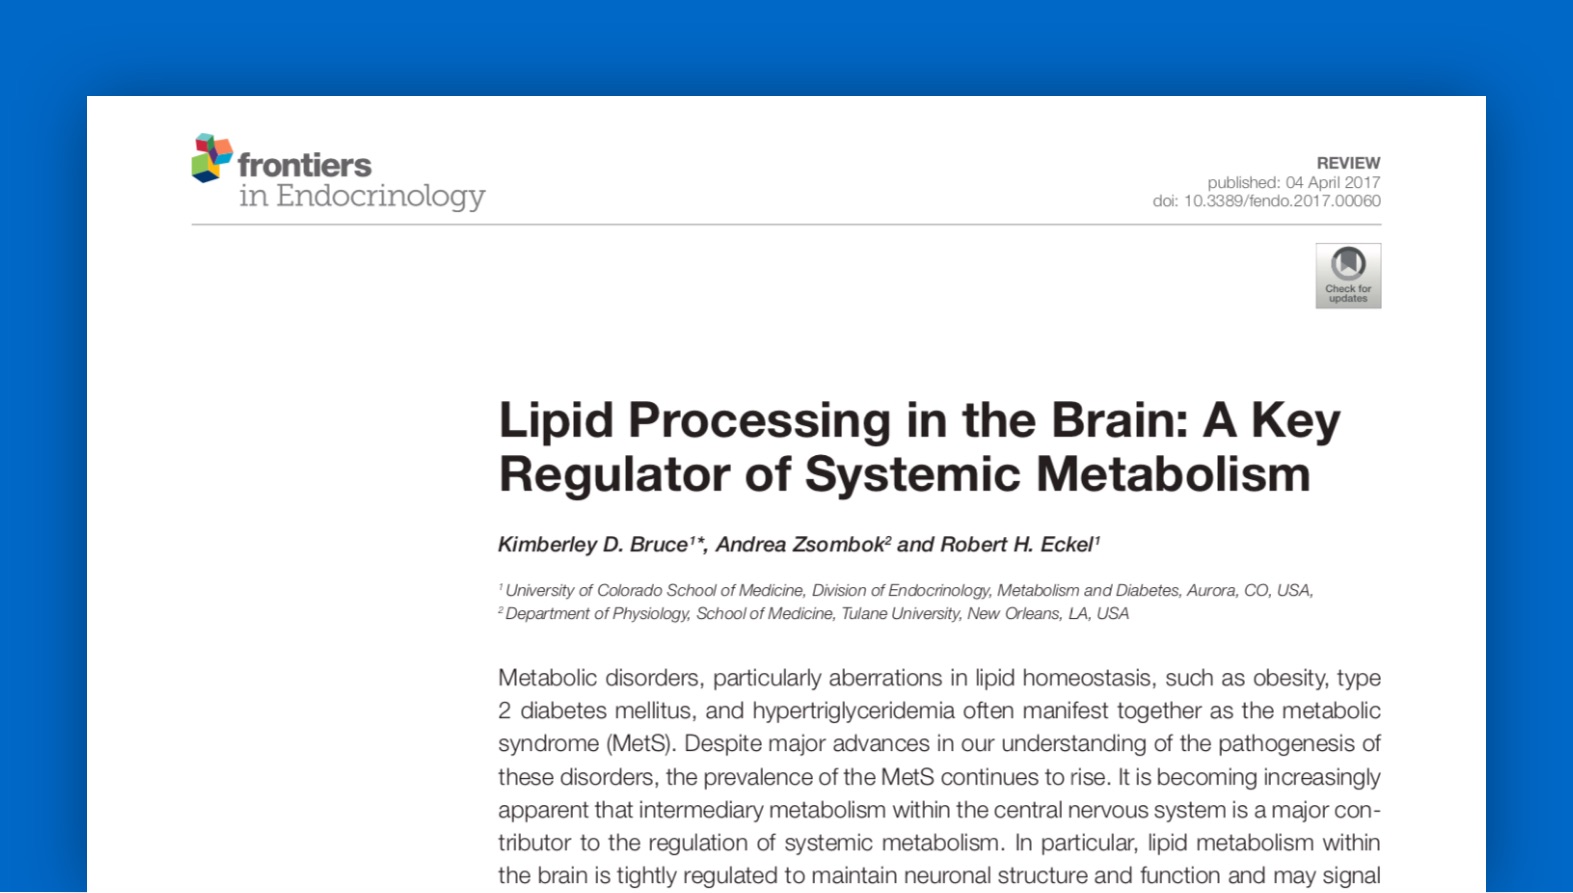 frontiers
in Endocrinology
REVIEW
published: 04 April 2017
doi: 10.3389/fendo.2017.00060
Check for
updates
Lipid Processing in the Brain: A Key
Regulator of Systemic Metabolism
Kimberley D. Bruce¹*, Andrea Zsombok² and Robert H. Eckel¹
¹ University of Colorado School of Medicine, Division of Endocrinology, Metabolism and Diabetes, Aurora, CO, USA,
² Department of Physiology, School of Medicine, Tulane University, New Orleans, LA, USA
Metabolic disorders, particularly aberrations in lipid homeostasis, such as obesity, type
2 diabetes mellitus, and hypertriglyceridemia often manifest together as the metabolic
syndrome (MetS). Despite major advances in our understanding of the pathogenesis of
these disorders, the prevalence of the MetS continues to rise. It is becoming increasingly
apparent that intermediary metabolism within the central nervous system is a major con-
tributor to the regulation of systemic metabolism. In particular, lipid metabolism within
the brain is tightly regulated to maintain neuronal structure and function and may signal